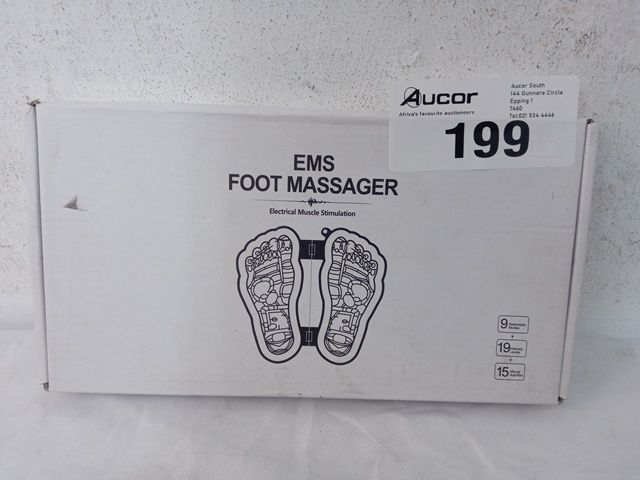 Aucor
Africa's favourite auctioneers
Aucor South
144 Gunners Circle
Epping 1
7460
Tel:021 534 4446
199
EMS
FOOT MASSAGER
Electrical Muscle Stimulation
9
+
19
+
15